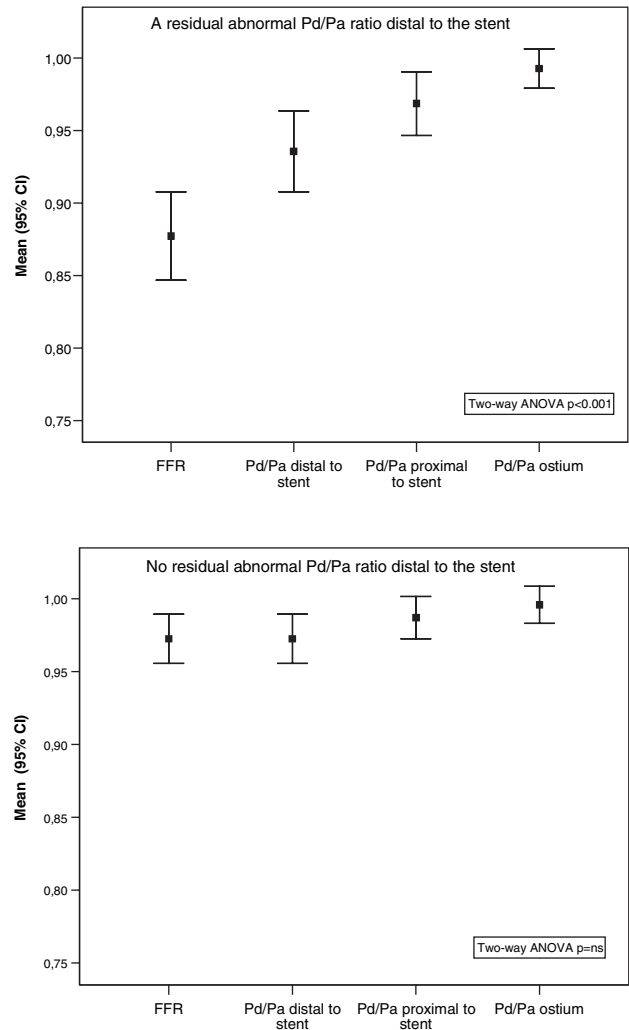 A residual abnormal Pd/Pa ratio distal to the stent
Mean (95% CI)
1,00
0,95
0,90
0,85
0,80
0,75
Two-way ANOVA p<0.001
FFR
Pd/Pa distal to
stent
Pd/Pa proximal
to stent
Pd/Pa ostium
No residual abnormal Pd/Pa ratio distal to the stent
Mean (95% CI)
1,00
0,95
0,90
0,85
0,80
0,75
Two-way ANOVA p=ns
FFR
Pd/Pa distal to
stent
Pd/Pa proximal to
stent
Pd/Pa ostium